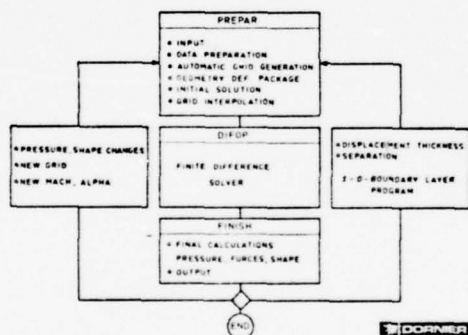 PREPAR
* INPUT
* DATA PREPARATION
* AUTOMATIC GRID GENERATION
* GEOMETRY DEF PACKAGE
* INITIAL SOLUTION
* GRID INTERPOLATION
* PRESSURE, SHAPE CHANGES
* NEW GRID
* NEW MACH, ALPHA
DIFOP
FINITE DIFFERENCE
SOLVER
* DISPLACEMENT THICKNESS
* SEPARATION
3-D-BOUNDARY LAYER
PROGRAM
FINISH
* FINAL CALCULATIONS
PRESSURE, FORCES, SHAPE
* OUTPUT
END
DORNIER